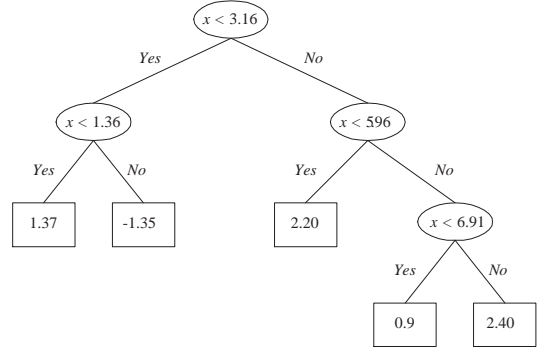 x < 3.16
Yes
No
x < 1.36
x < 596
Yes
No
Yes
No
1.37
-1.35
2.20
x < 6.91
Yes
No
0.9
2.40